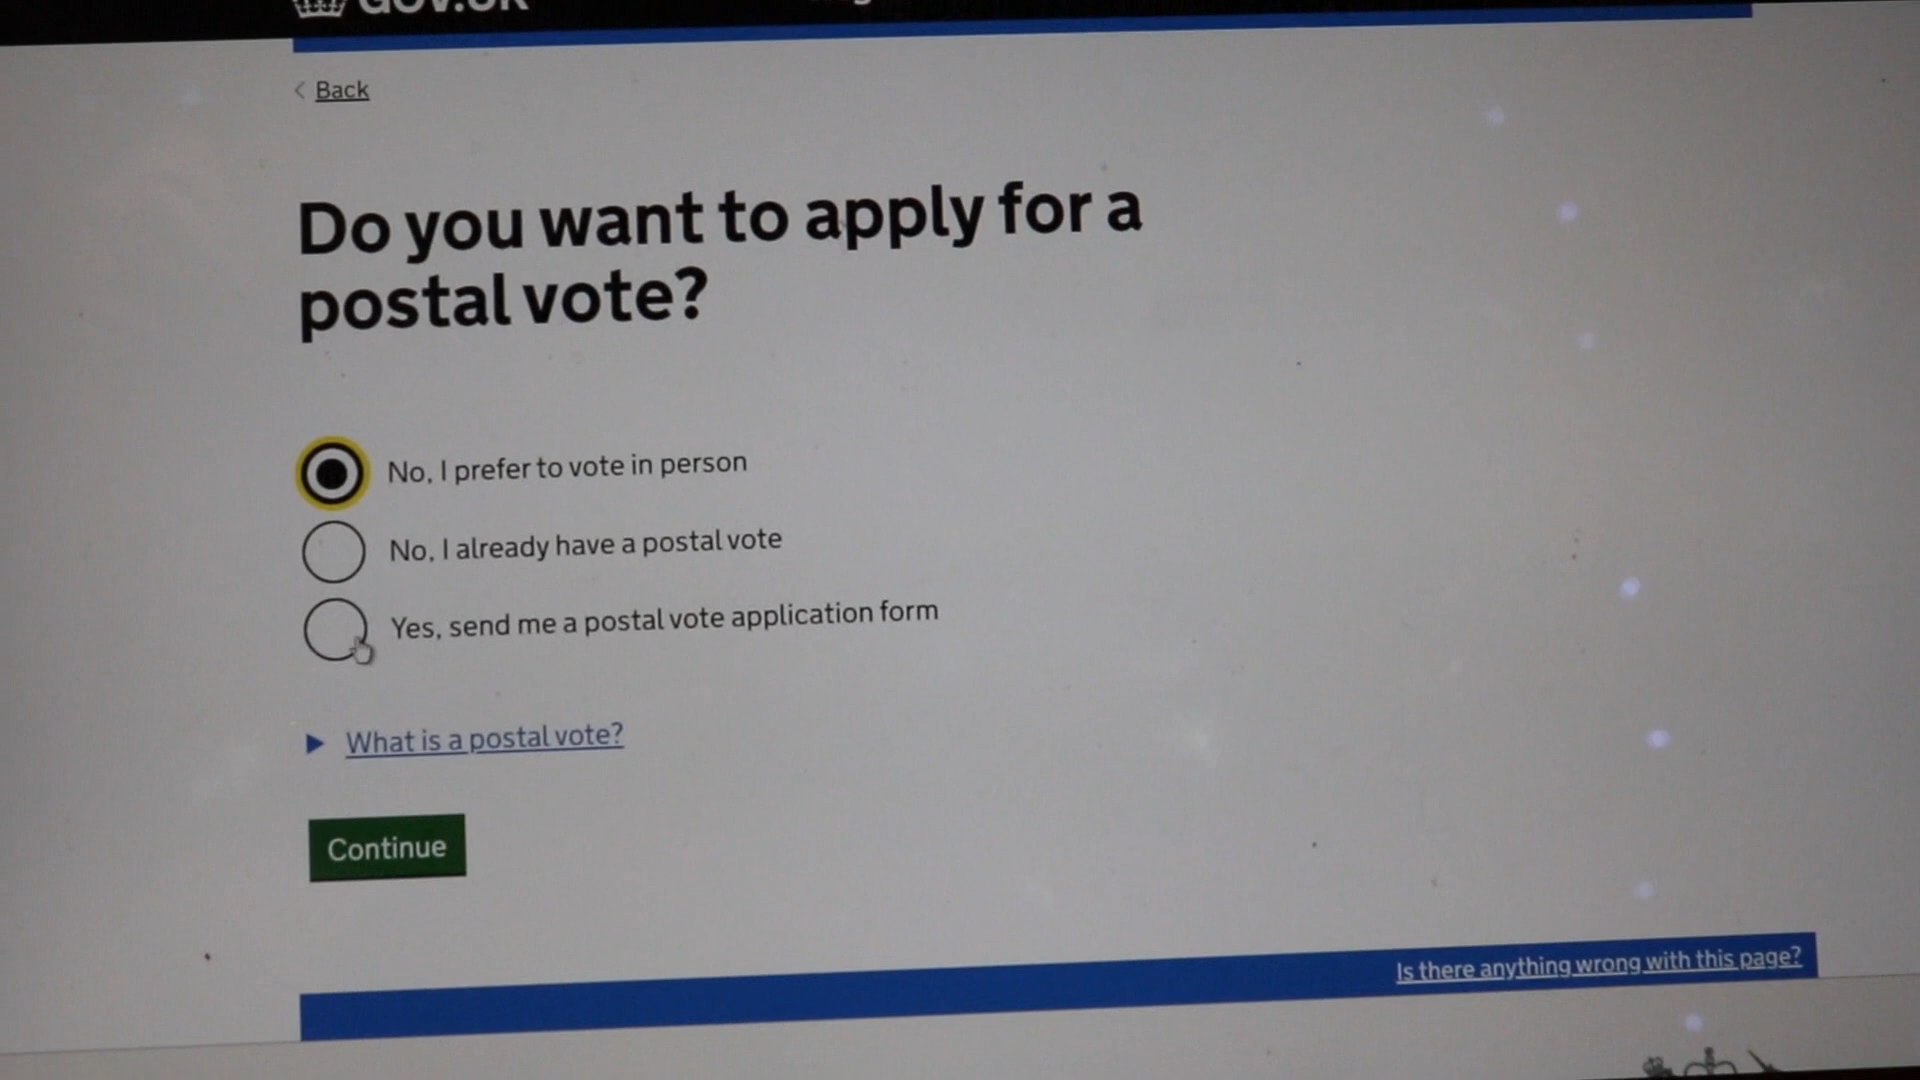 GOV.UK
Back
Do you want to apply for a
postal vote?
No, I prefer to vote in person
No, I already have a postal vote
Yes, send me a postal vote application form
What is a postal vote?
Continue
Is there anything wrong with this page?